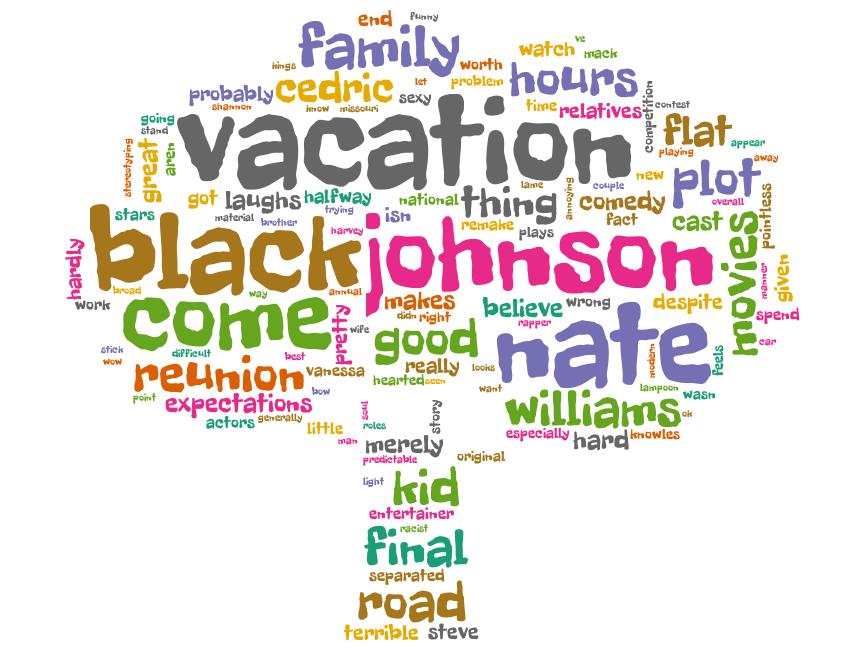 end funny
family
kings
cedric let worth watch ve mack
probably problem hours
shannon know missouri sexy time relatives
vacation
going stand competition contest
flat
stereotyping great aren playing appear away
got laughs halfway national thing lame annoying couple new plot
stars material brother trying isn remake plays comedy fact overall
cast pointless
black johnson
harvey
hardly movies manner given
broad way annual makes believe wrong despite
work come pretty didn right rapper spend
wife good nate car
stick difficult best really looks modern feels
wow reunion vanessa hearted seen want lampoon wasn
point expectations bow williams ok
actors generally little soul roles story especially hard knowles
man merely
predictable original
light kid
entertainer
racist
final
separated
road
terrible steve